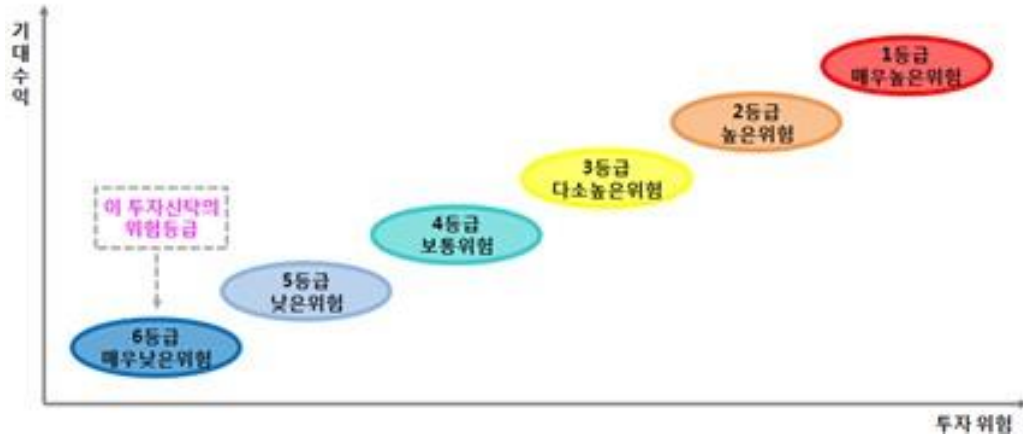 기대수익
1등급
매우높은위험
2등급
높은위험
3등급
다소높은위험
이 투자신탁의
위험등급
4등급
보통위험
5등급
낮은위험
6등급
매우낮은위험
투자 위험